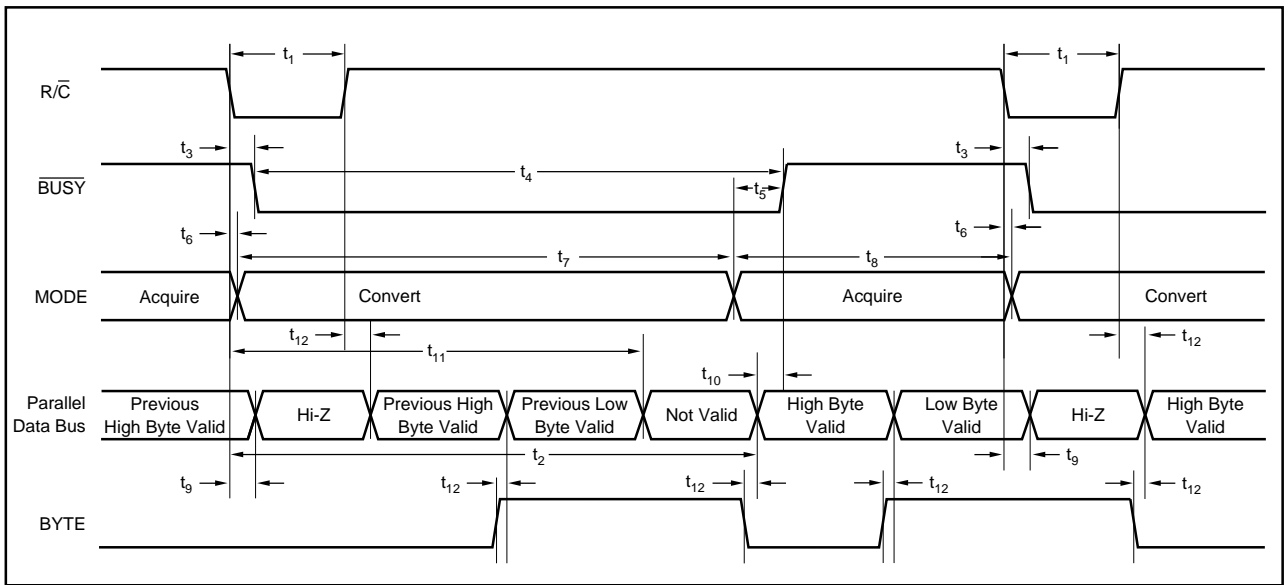 t1 t1
R/C̅
t3 t3
t4
B̅U̅S̅Y̅
t5
t6 t6
t7 t8
MODE Acquire Convert Acquire Convert
t12 t12
t11
t10
Parallel Previous Previous High Previous Low High Byte Low Byte High Byte
Hi-Z Not Valid Hi-Z
Data Bus High Byte Valid Byte Valid Byte Valid Valid Valid Valid
t2 t9
t9 t12 t12 t12 t12
BYTE